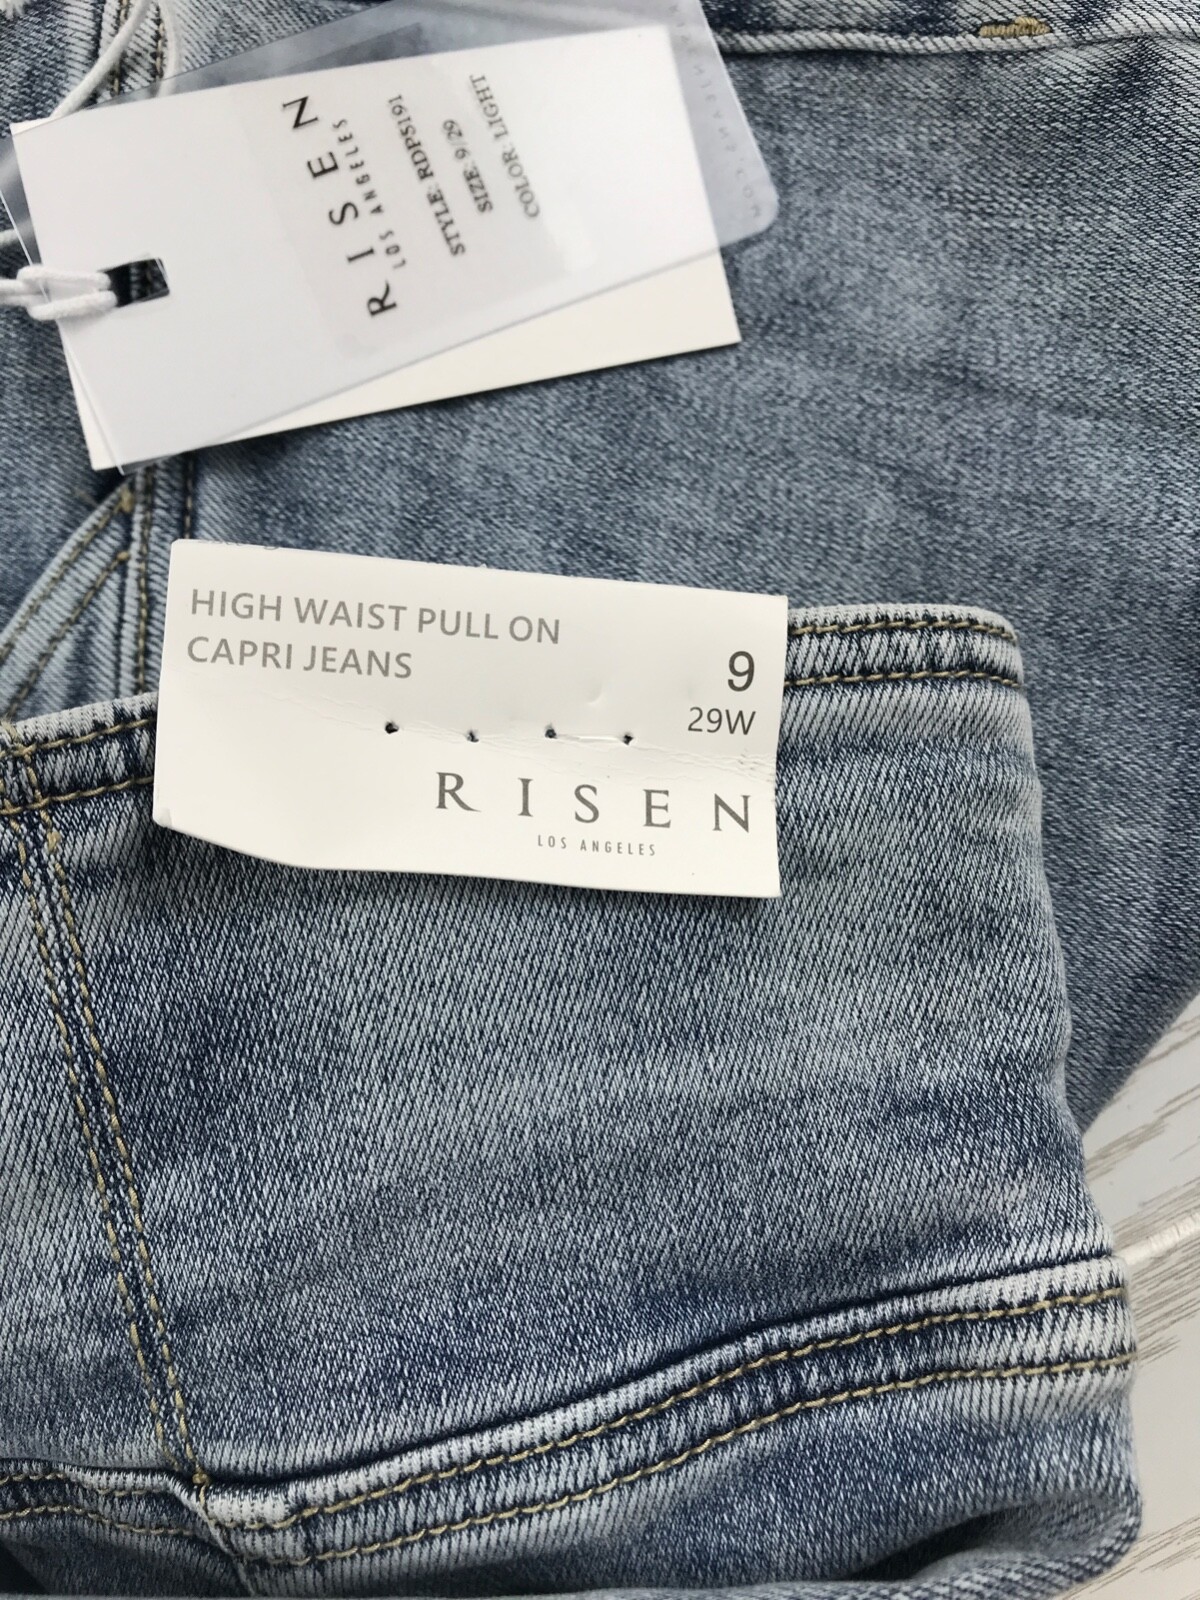 RISEN
LOS ANGELES
STYLE: RDPS191
SIZE: 9/29
COLOR: LIGHT
HIGH WAIST PULL ON
CAPRI JEANS
9
29W
RISEN
LOS ANGELES